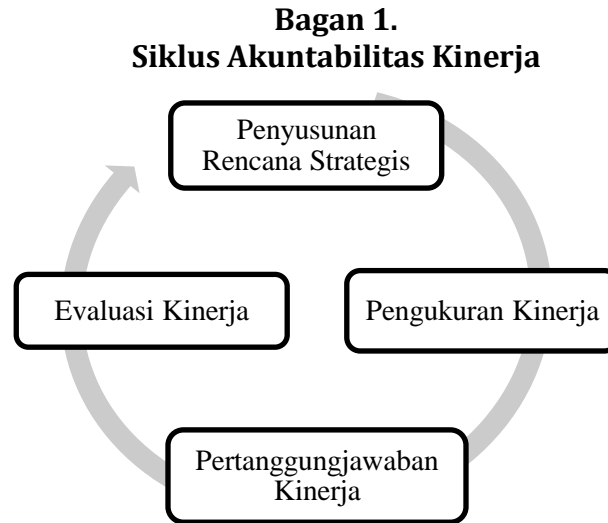 Bagan 1.
Siklus Akuntabilitas Kinerja
Penyusunan
Rencana Strategis
Pengukuran Kinerja
Pertanggungjawaban
Kinerja
Evaluasi Kinerja